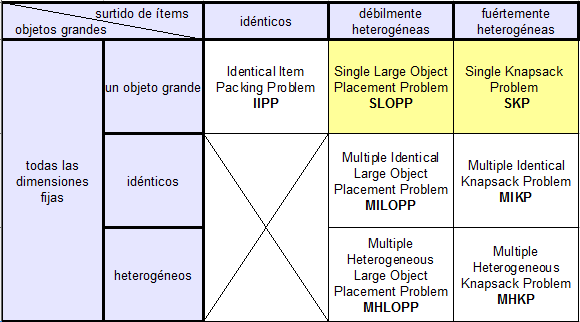 surtido de ítems
objetos grandes
idénticos
débilmente
heterogéneas
fuértemente
heterogéneas
todas las
dimensiones
fijas
un objeto grande
Identical Item
Packing Problem
IIPP
Single Large Object
Placement Problem
SLOPP
Single Knapsack
Problem
SKP
idénticos
Multiple Identical
Large Object
Placement Problem
MILOPP
Multiple Identical
Knapsack Problem
MIKP
heterogéneos
Multiple
Heterogeneous
Large Object
Placement Problem
MHLOPP
Multiple
Heterogeneous
Knapsack Problem
MHKP